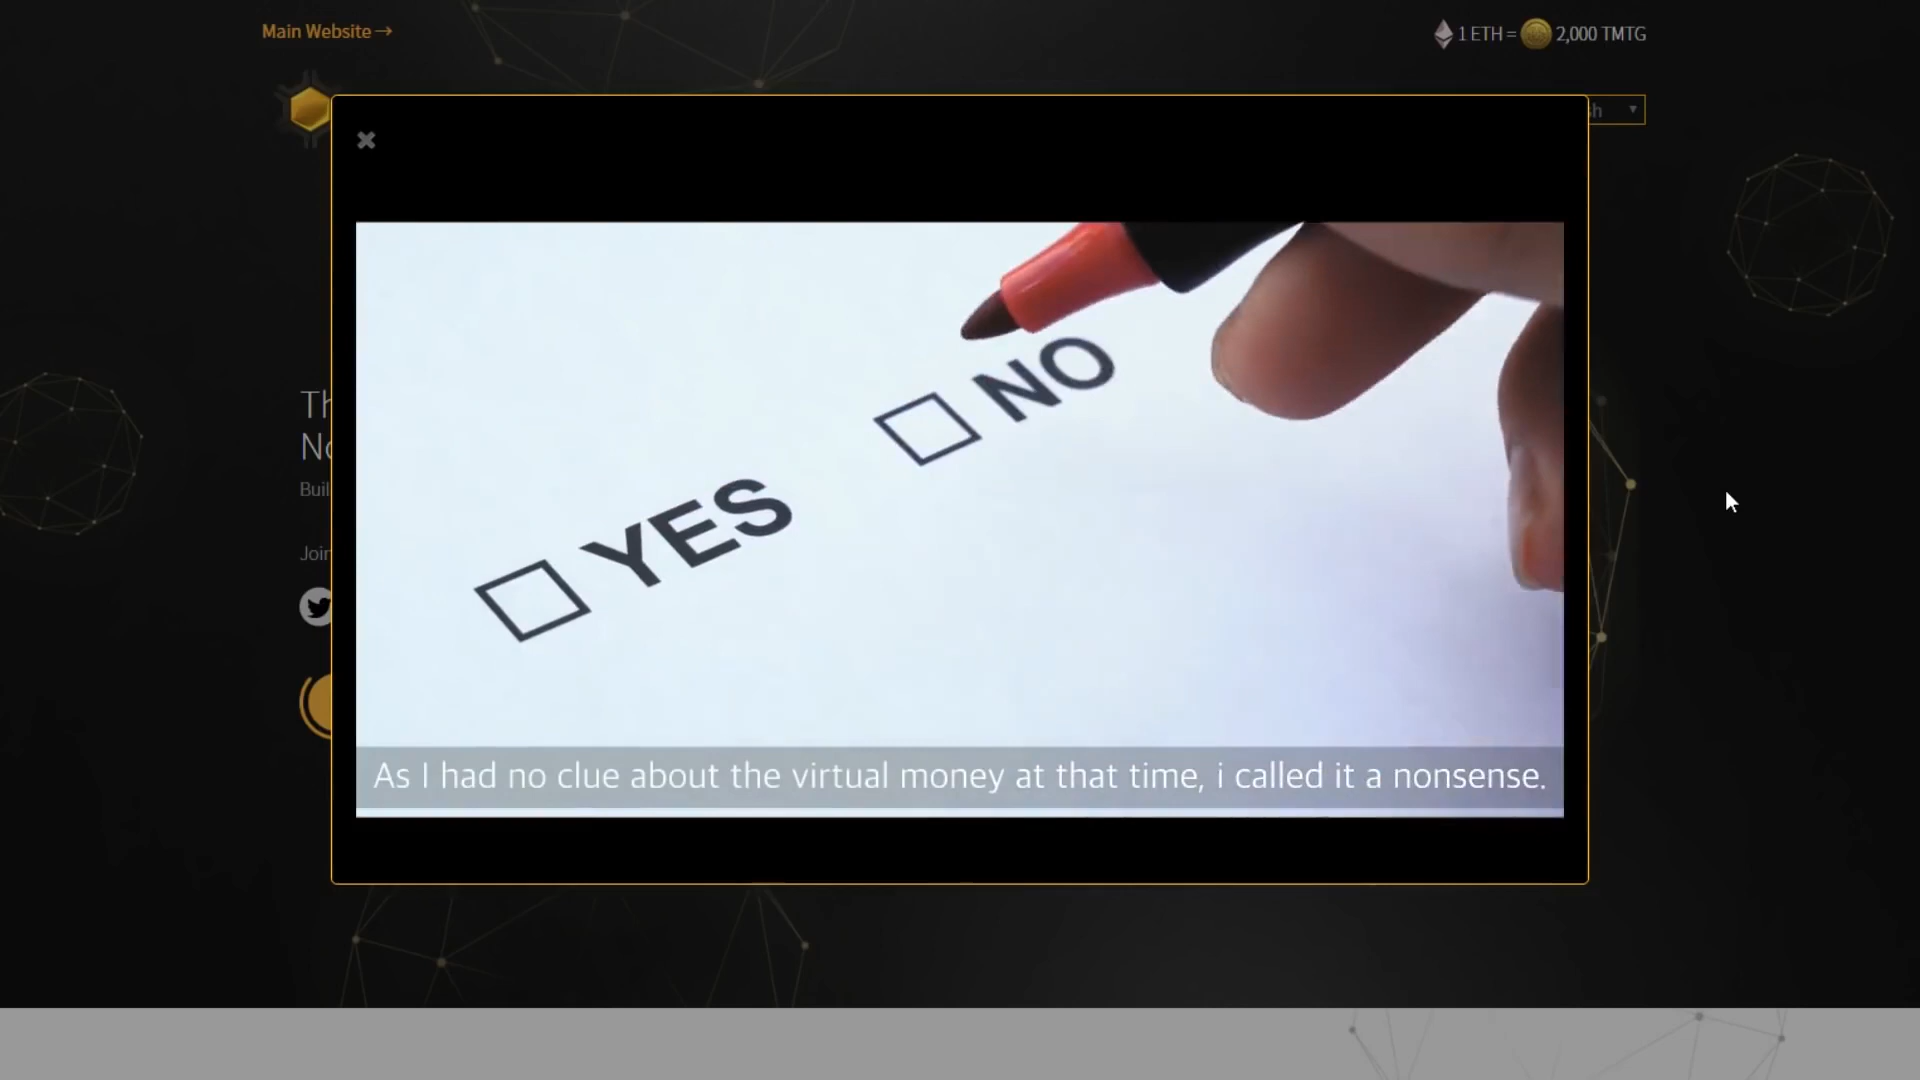 Main Website →
1 ETH = 2,000 TMTG
NO
YES
As I had no clue about the virtual money at that time, i called it a nonsense.